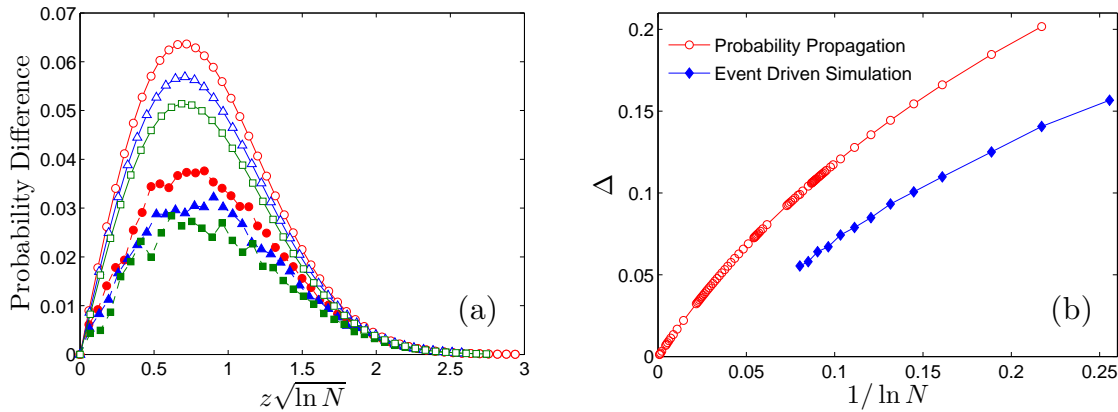 0.07
0.06
0.05
0.04
0.03
0.02
0.01
0
Probability Difference
0 0.5 1 1.5 2 2.5 3
z√ln N
(a)
0.2
0.15
0.1
0.05
0
Δ
Probability Propagation
Event Driven Simulation
0 0.05 0.1 0.15 0.2 0.25
1/ ln N
(b)